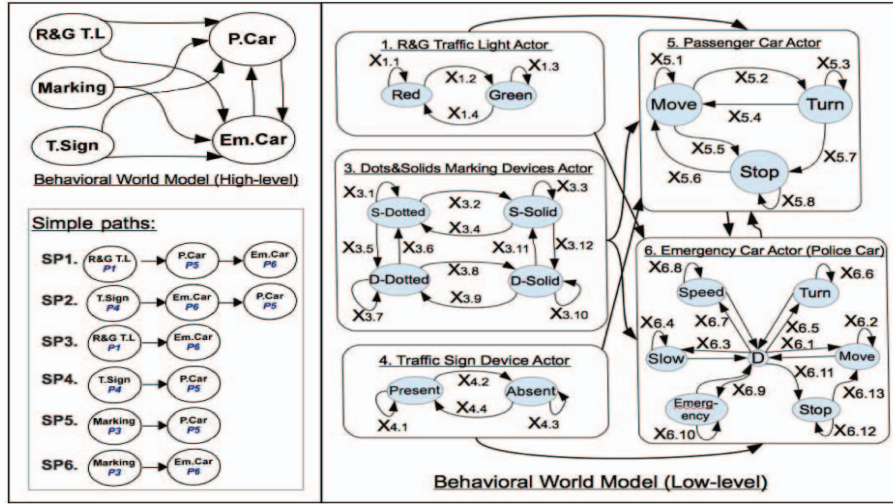 R&G T.L
P.Car
Marking
T.Sign
Em.Car
Behavioral World Model (High-level)
Simple paths:
SP1. R&G T.L P1 P.Car P5 Em.Car P6
SP2. T.Sign P4 Em.Car P6 P.Car P5
SP3. R&G T.L P1 Em.Car P6
SP4. T.Sign P4 P.Car P5
SP5. Marking P3 P.Car P5
SP6. Marking P3 Em.Car P6
1. R&G Traffic Light Actor
X1.1 X1.2 X1.3
Red Green
X1.4
3. Dots&Solids Marking Devices Actor
X3.1 X3.2 X3.3
S-Dotted S-Solid
X3.4
X3.5 X3.6 X3.11 X3.12
X3.8
D-Dotted D-Solid
X3.9
X3.7 X3.10
4. Traffic Sign Device Actor
X4.2
Present Absent
X4.4
X4.1 X4.3
5. Passenger Car Actor
X5.1 X5.2 X5.3
Move Turn
X5.4
X5.5 X5.7
X5.6 Stop
X5.8
6. Emergency Car Actor (Police Car)
X6.8 X6.6
Speed Turn
X6.7 X6.5
X6.4 X6.3 X6.1 X6.2
Slow D Move
X6.9 X6.11
X6.13
Emerg-
ency
Stop
X6.10 X6.12
Behavioral World Model (Low-level)